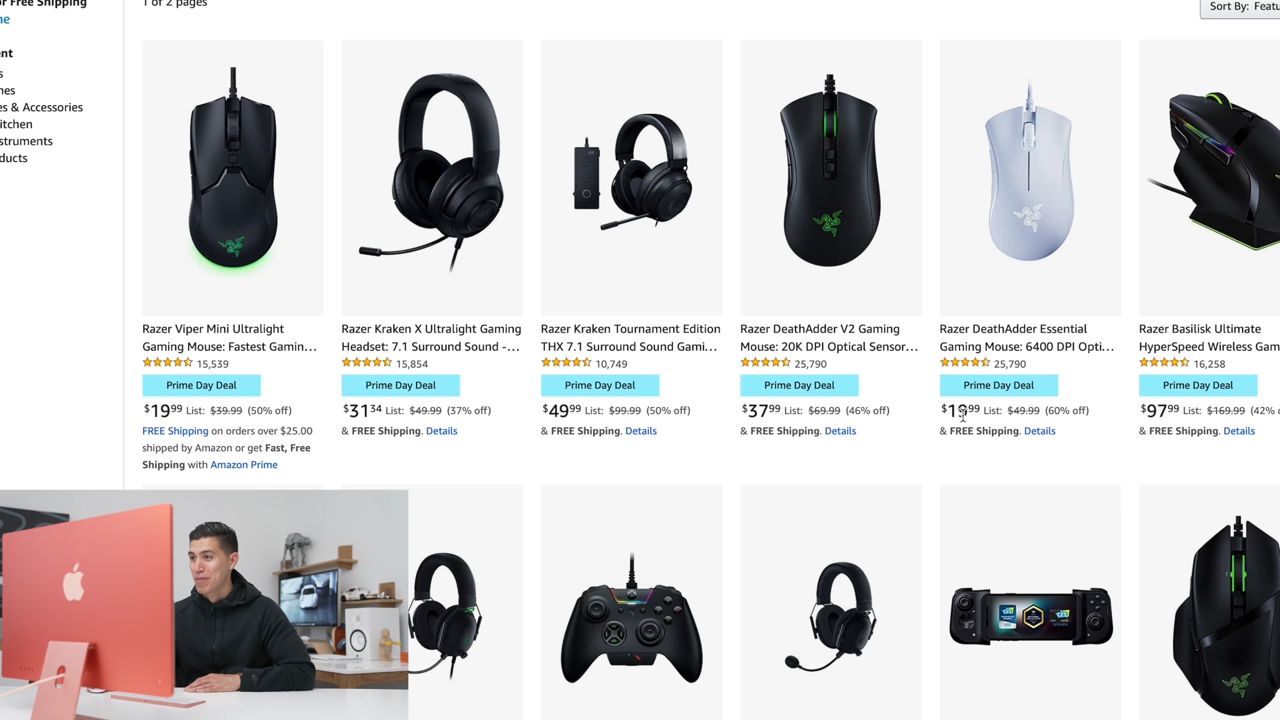 or Free Shipping
1 of 2 pages
Sort By: Featu
ne
ent
s
nes
es & Accessories
itchen
struments
ducts
Razer Viper Mini Ultralight
Gaming Mouse: Fastest Gamin…
15,539
Prime Day Deal
$19.99 List: $39.99 (50% off)
FREE Shipping on orders over $25.00
shipped by Amazon or get Fast, Free
Shipping with Amazon Prime
Razer Kraken X Ultralight Gaming
Headset: 7.1 Surround Sound -…
15,854
Prime Day Deal
$31.34 List: $49.99 (37% off)
& FREE Shipping. Details
Razer Kraken Tournament Edition
THX 7.1 Surround Sound Gami…
10,749
Prime Day Deal
$49.99 List: $99.99 (50% off)
& FREE Shipping. Details
Razer DeathAdder V2 Gaming
Mouse: 20K DPI Optical Sensor…
25,790
Prime Day Deal
$37.99 List: $69.99 (46% off)
& FREE Shipping. Details
Razer DeathAdder Essential
Gaming Mouse: 6400 DPI Opti…
25,790
Prime Day Deal
List: $49.99 (60% off)
& FREE Shipping. Details
Razer Basilisk Ultimate
HyperSpeed Wireless Gam
16,258
Prime Day Deal
$97.99 List: $169.99 (42%
& FREE Shipping. Details